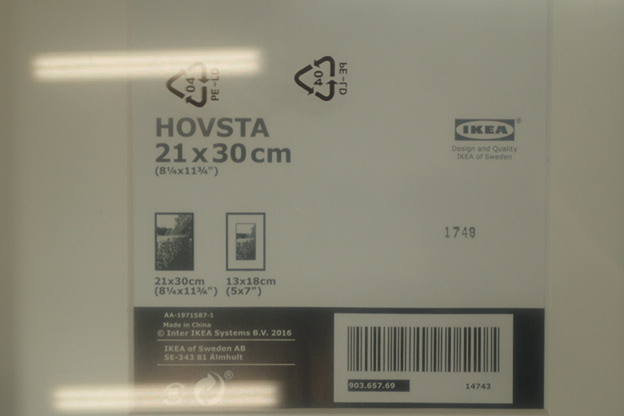 04
PE-LD
04
PE-LD
HOVSTA
21x30cm
(8¼x11¾")
IKEA®
Design and Quality
IKEA of Sweden
1749
21x30cm
(8¼x11¾")
13x18cm
(5x7")
AA-1971587-1
Made in China
© Inter IKEA Systems B.V. 2016
IKEA of Sweden AB
SE-343 81 Älmhult
®
903.657.69
14743